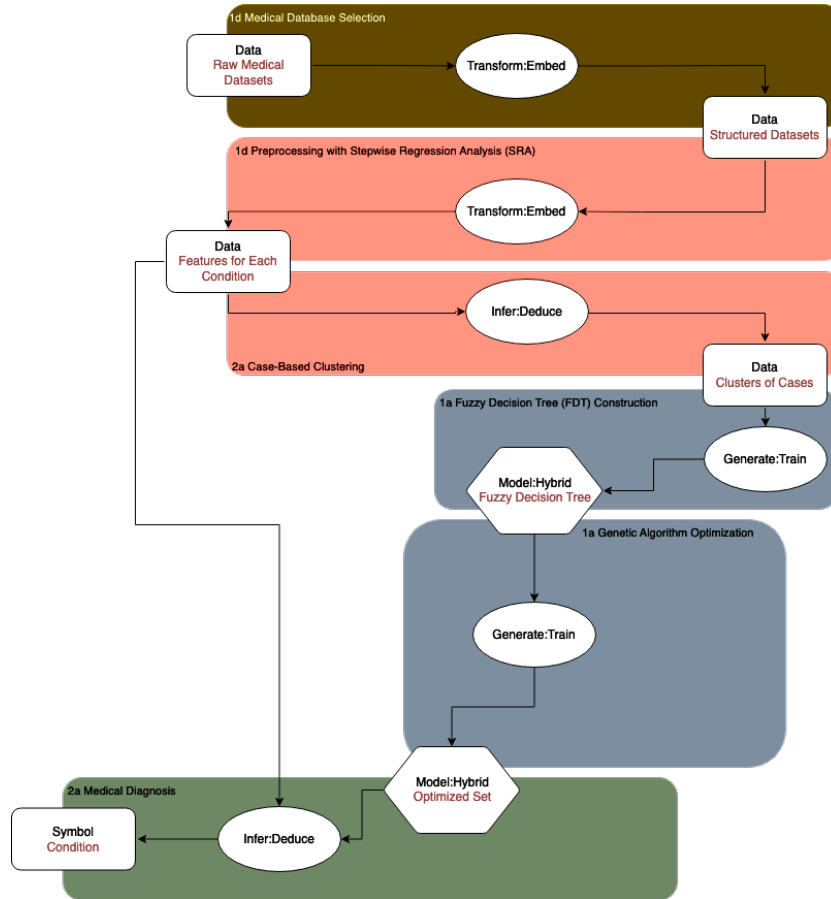 1d Medical Database Selection
Data
Raw Medical
Datasets
Transform:Embed
Data
Structured Datasets
1d Preprocessing with Stepwise Regression Analysis (SRA)
Transform:Embed
Data
Features for Each
Condition
Infer:Deduce
2a Case-Based Clustering
Data
Clusters of Cases
1a Fuzzy Decision Tree (FDT) Construction
Generate:Train
Model:Hybrid
Fuzzy Decision Tree
1a Genetic Algorithm Optimization
Generate:Train
Model:Hybrid
Optimized Set
2a Medical Diagnosis
Infer:Deduce
Symbol
Condition